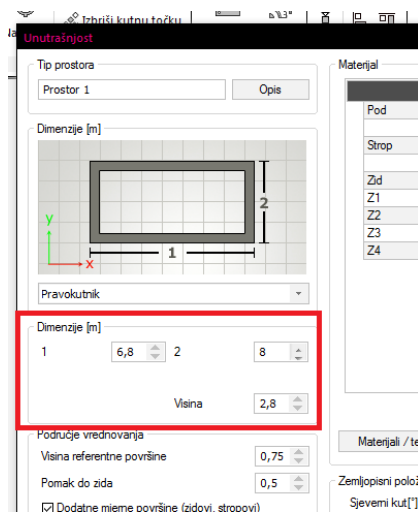 Izbriši kutnu točku
Unutrašnjost
Tip prostora
Prostor 1
Opis
Dimenzije [m]
2
y
1
x
Pravokutnik
Dimenzije [m]
1 6,8 2 8
Visina 2,8
Područje vrednovanja
Visina referentne površine 0,75
Pomak do zida 0,5
Dodatne mjerne površine (zidovi, stropovi)
Materijal
Pod
Strop
Zid
Z1
Z2
Z3
Z4
Materijali / te
Zemljopisni polož
Sjeverni kut[°]